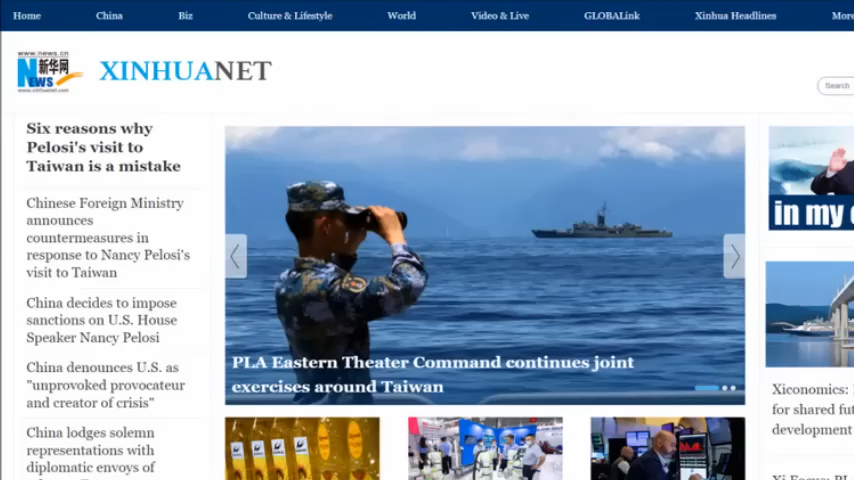 Home China Biz Culture & Lifestyle World Video & Live GLOBALink Xinhua Headlines More
www.news.cn
新华网
NEWS
www.xinhuanet.com
XINHUANET
Search
Six reasons why
Pelosi's visit to
Taiwan is a mistake
Chinese Foreign Ministry
announces
countermeasures in
response to Nancy Pelosi's
visit to Taiwan
China decides to impose
sanctions on U.S. House
Speaker Nancy Pelosi
China denounces U.S. as
"unprovoked provocateur
and creator of crisis"
China lodges solemn
representations with
diplomatic envoys of
PLA Eastern Theater Command continues joint
exercises around Taiwan
in my
Xiconomics:
for shared
development
Xi Focus: